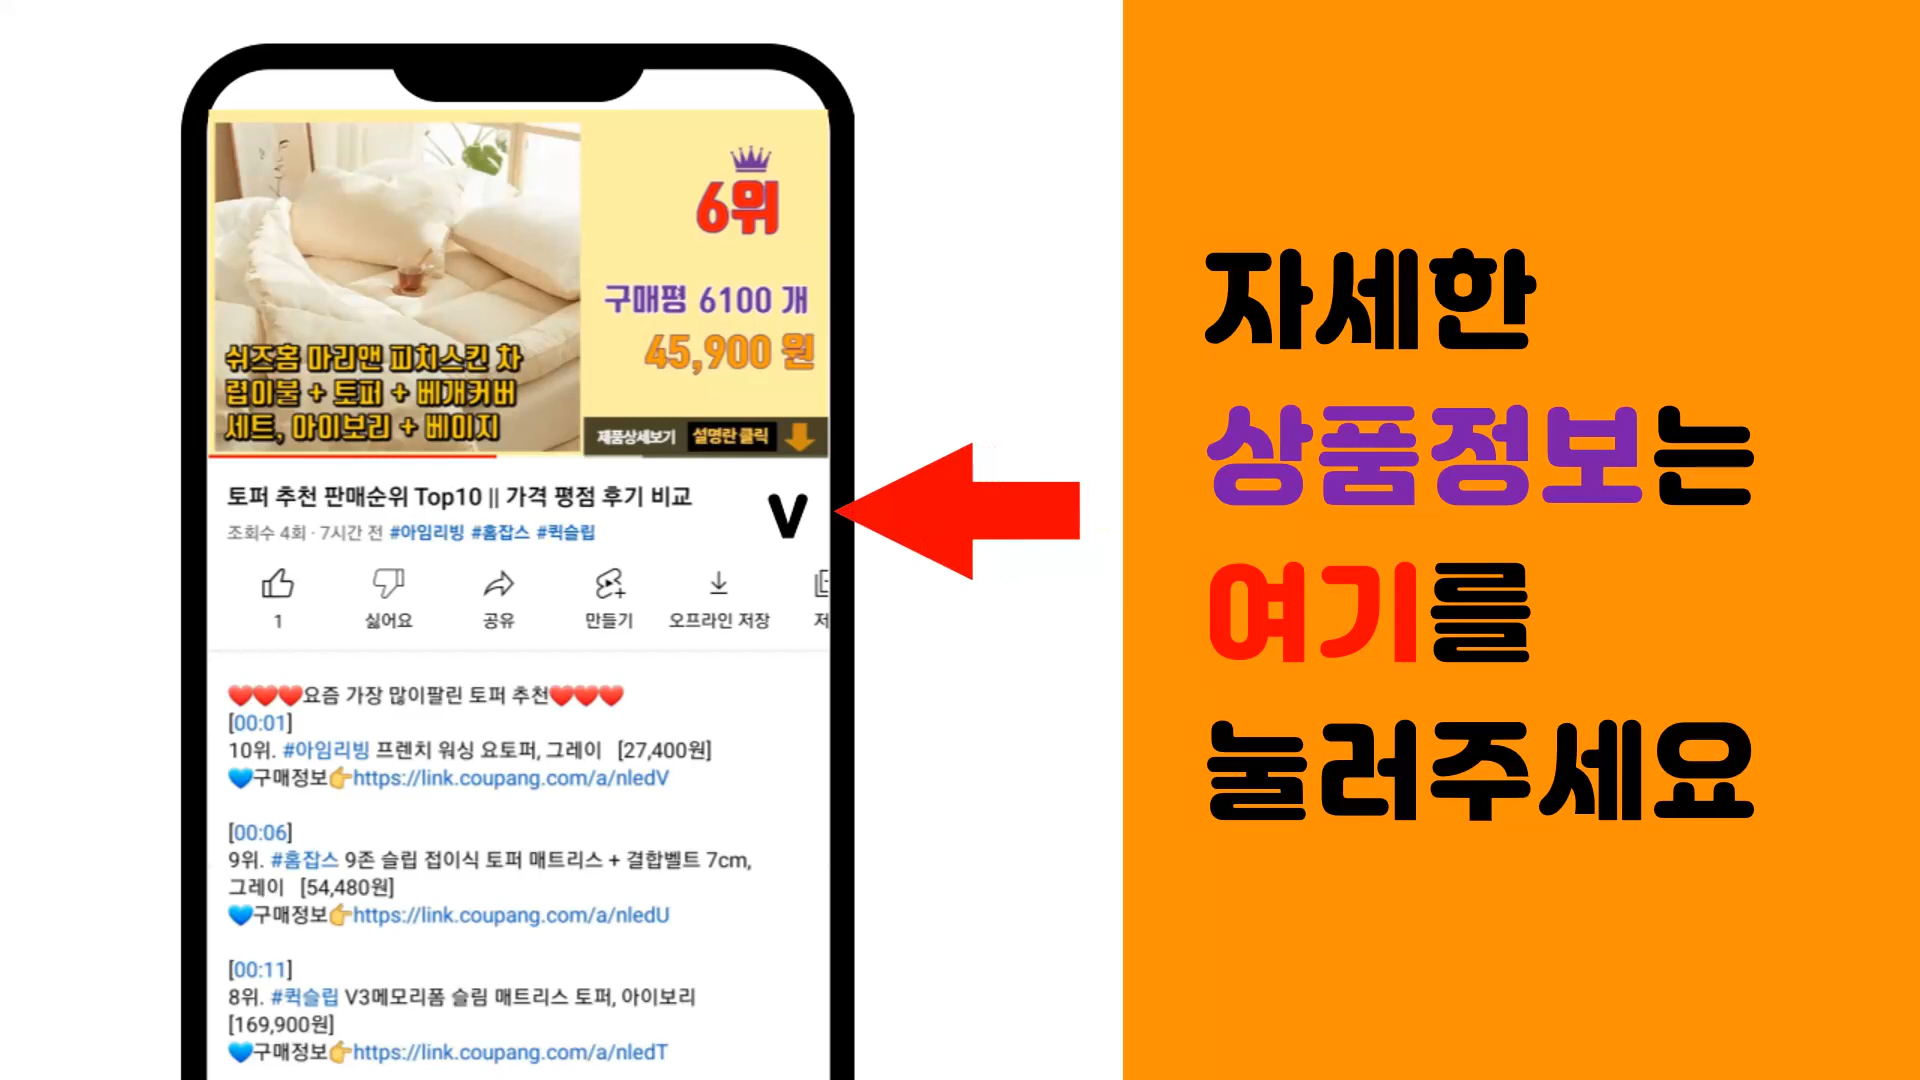 6위
구매평 6100 개
45,900 원
쉬즈홈 마리앤 피치스킨 차
렵이불 + 토퍼 + 베개커버
세트, 아이보리 + 베이지
제품상세보기 설명란 클릭
토퍼 추천 판매순위 Top10 || 가격 평점 후기 비교
V
조회수 4회 · 7시간 전 #아임리빙 #홈잡스 #퀵슬립
1 싫어요 공유 만들기 오프라인 저장 저
❤️❤️❤️요즘 가장 많이팔린 토퍼 추천❤️❤️❤️
[00:01]
10위. #아임리빙 프렌치 워싱 요토퍼, 그레이 [27,400원]
💙구매정보👉https://link.coupang.com/a/nledV
[00:06]
9위. #홈잡스 9존 슬립 접이식 토퍼 매트리스 + 결합벨트 7cm,
그레이 [54,480원]
💙구매정보👉https://link.coupang.com/a/nledU
[00:11]
8위. #퀵슬립 V3메모리폼 슬림 매트리스 토퍼, 아이보리
[169,900원]
💙구매정보👉https://link.coupang.com/a/nledT
자세한
상품정보는
여기를
눌러주세요